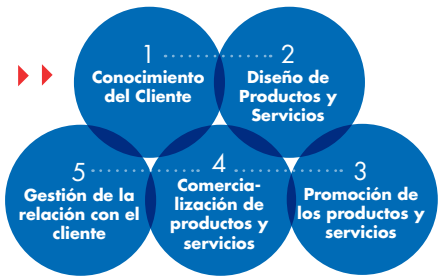 1
Conocimiento
del Cliente
2
Diseño de
Productos y
Servicios
3
Promoción de
los productos y
servicios
4
Comercia-
lización de
productos y
servicios
5
Gestión de la
relación con el
cliente